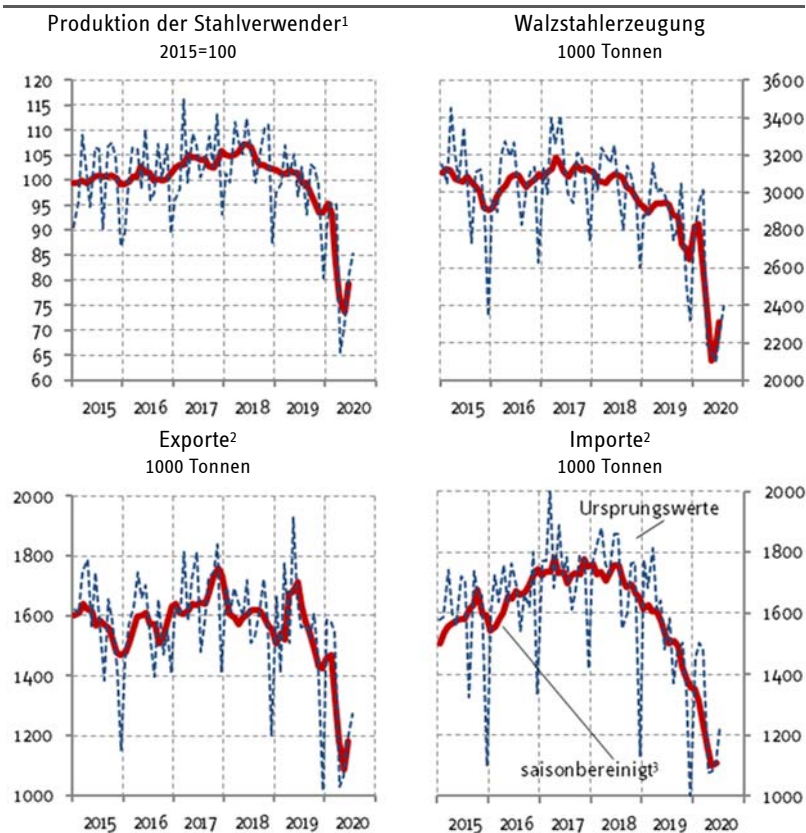 Produktion der Stahlverwender¹
2015=100
120
115
110
105
100
95
90
85
80
75
70
65
60
2015 2016 2017 2018 2019 2020
Walzstahlerzeugung
1000 Tonnen
3600
3400
3200
3000
2800
2600
2400
2200
2000
2015 2016 2017 2018 2019 2020
Exporte²
1000 Tonnen
2000
1800
1600
1400
1200
1000
2015 2016 2017 2018 2019 2020
Importe²
1000 Tonnen
Ursprungswerte
saisonbereinigt³
2000
1800
1600
1400
1200
1000
2015 2016 2017 2018 2019 2020